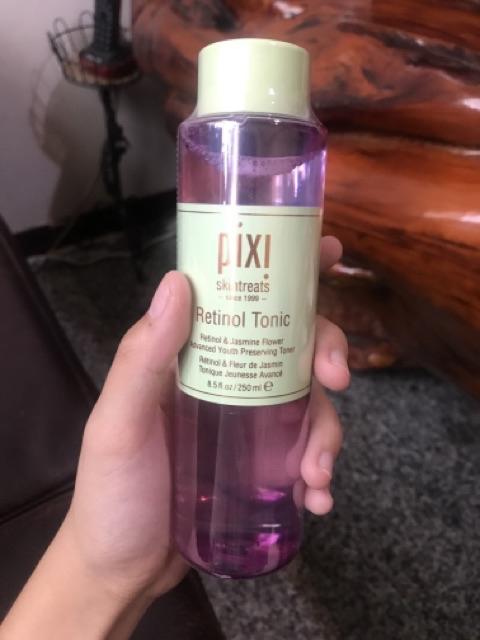 pixi
skintreats
– since 1999 –
Retinol Tonic
Retinol & Jasmine Flower
Advanced Youth Preserving Toner
Rétinol & Fleur de Jasmin
Tonique Jeunesse Avancé
8.5 fl oz / 250 ml ℮